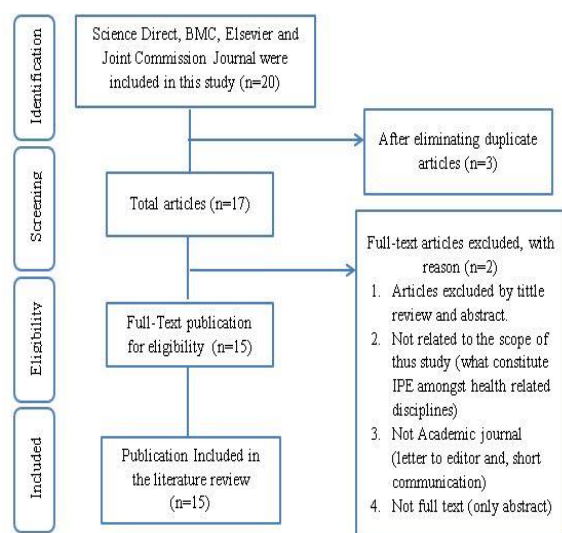 Identification
Science Direct, BMC, Elsevier and
Joint Commission Journal were
included in this study (n=20)
After eliminating duplicate
articles (n=3)
Screening
Total articles (n=17)
Full-text articles excluded, with
reason (n=2)
1. Articles excluded by tittle
review and abstract.
2. Not related to the scope of
thus study (what constitute
IPE amongst health related
disciplines)
3. Not Academic journal
(letter to editor and, short
communication)
4. Not full text (only abstract)
Eligibility
Full-Text publication
for eligibility (n=15)
Included
Publication Included in
the literature review
(n=15)